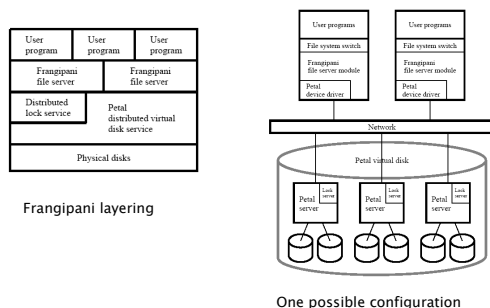 User program
User program
User program
Frangipani file server
Frangipani file server
Distributed lock service
Petal distributed virtual disk service
Physical disks
Frangipani layering
User programs
File system switch
Frangipani file server module
Petal device driver
User programs
File system switch
Frangipani file server module
Petal device driver
Network
Petal virtual disk
Petal server
Lock server
Petal server
Lock server
Petal server
Lock server
One possible configuration